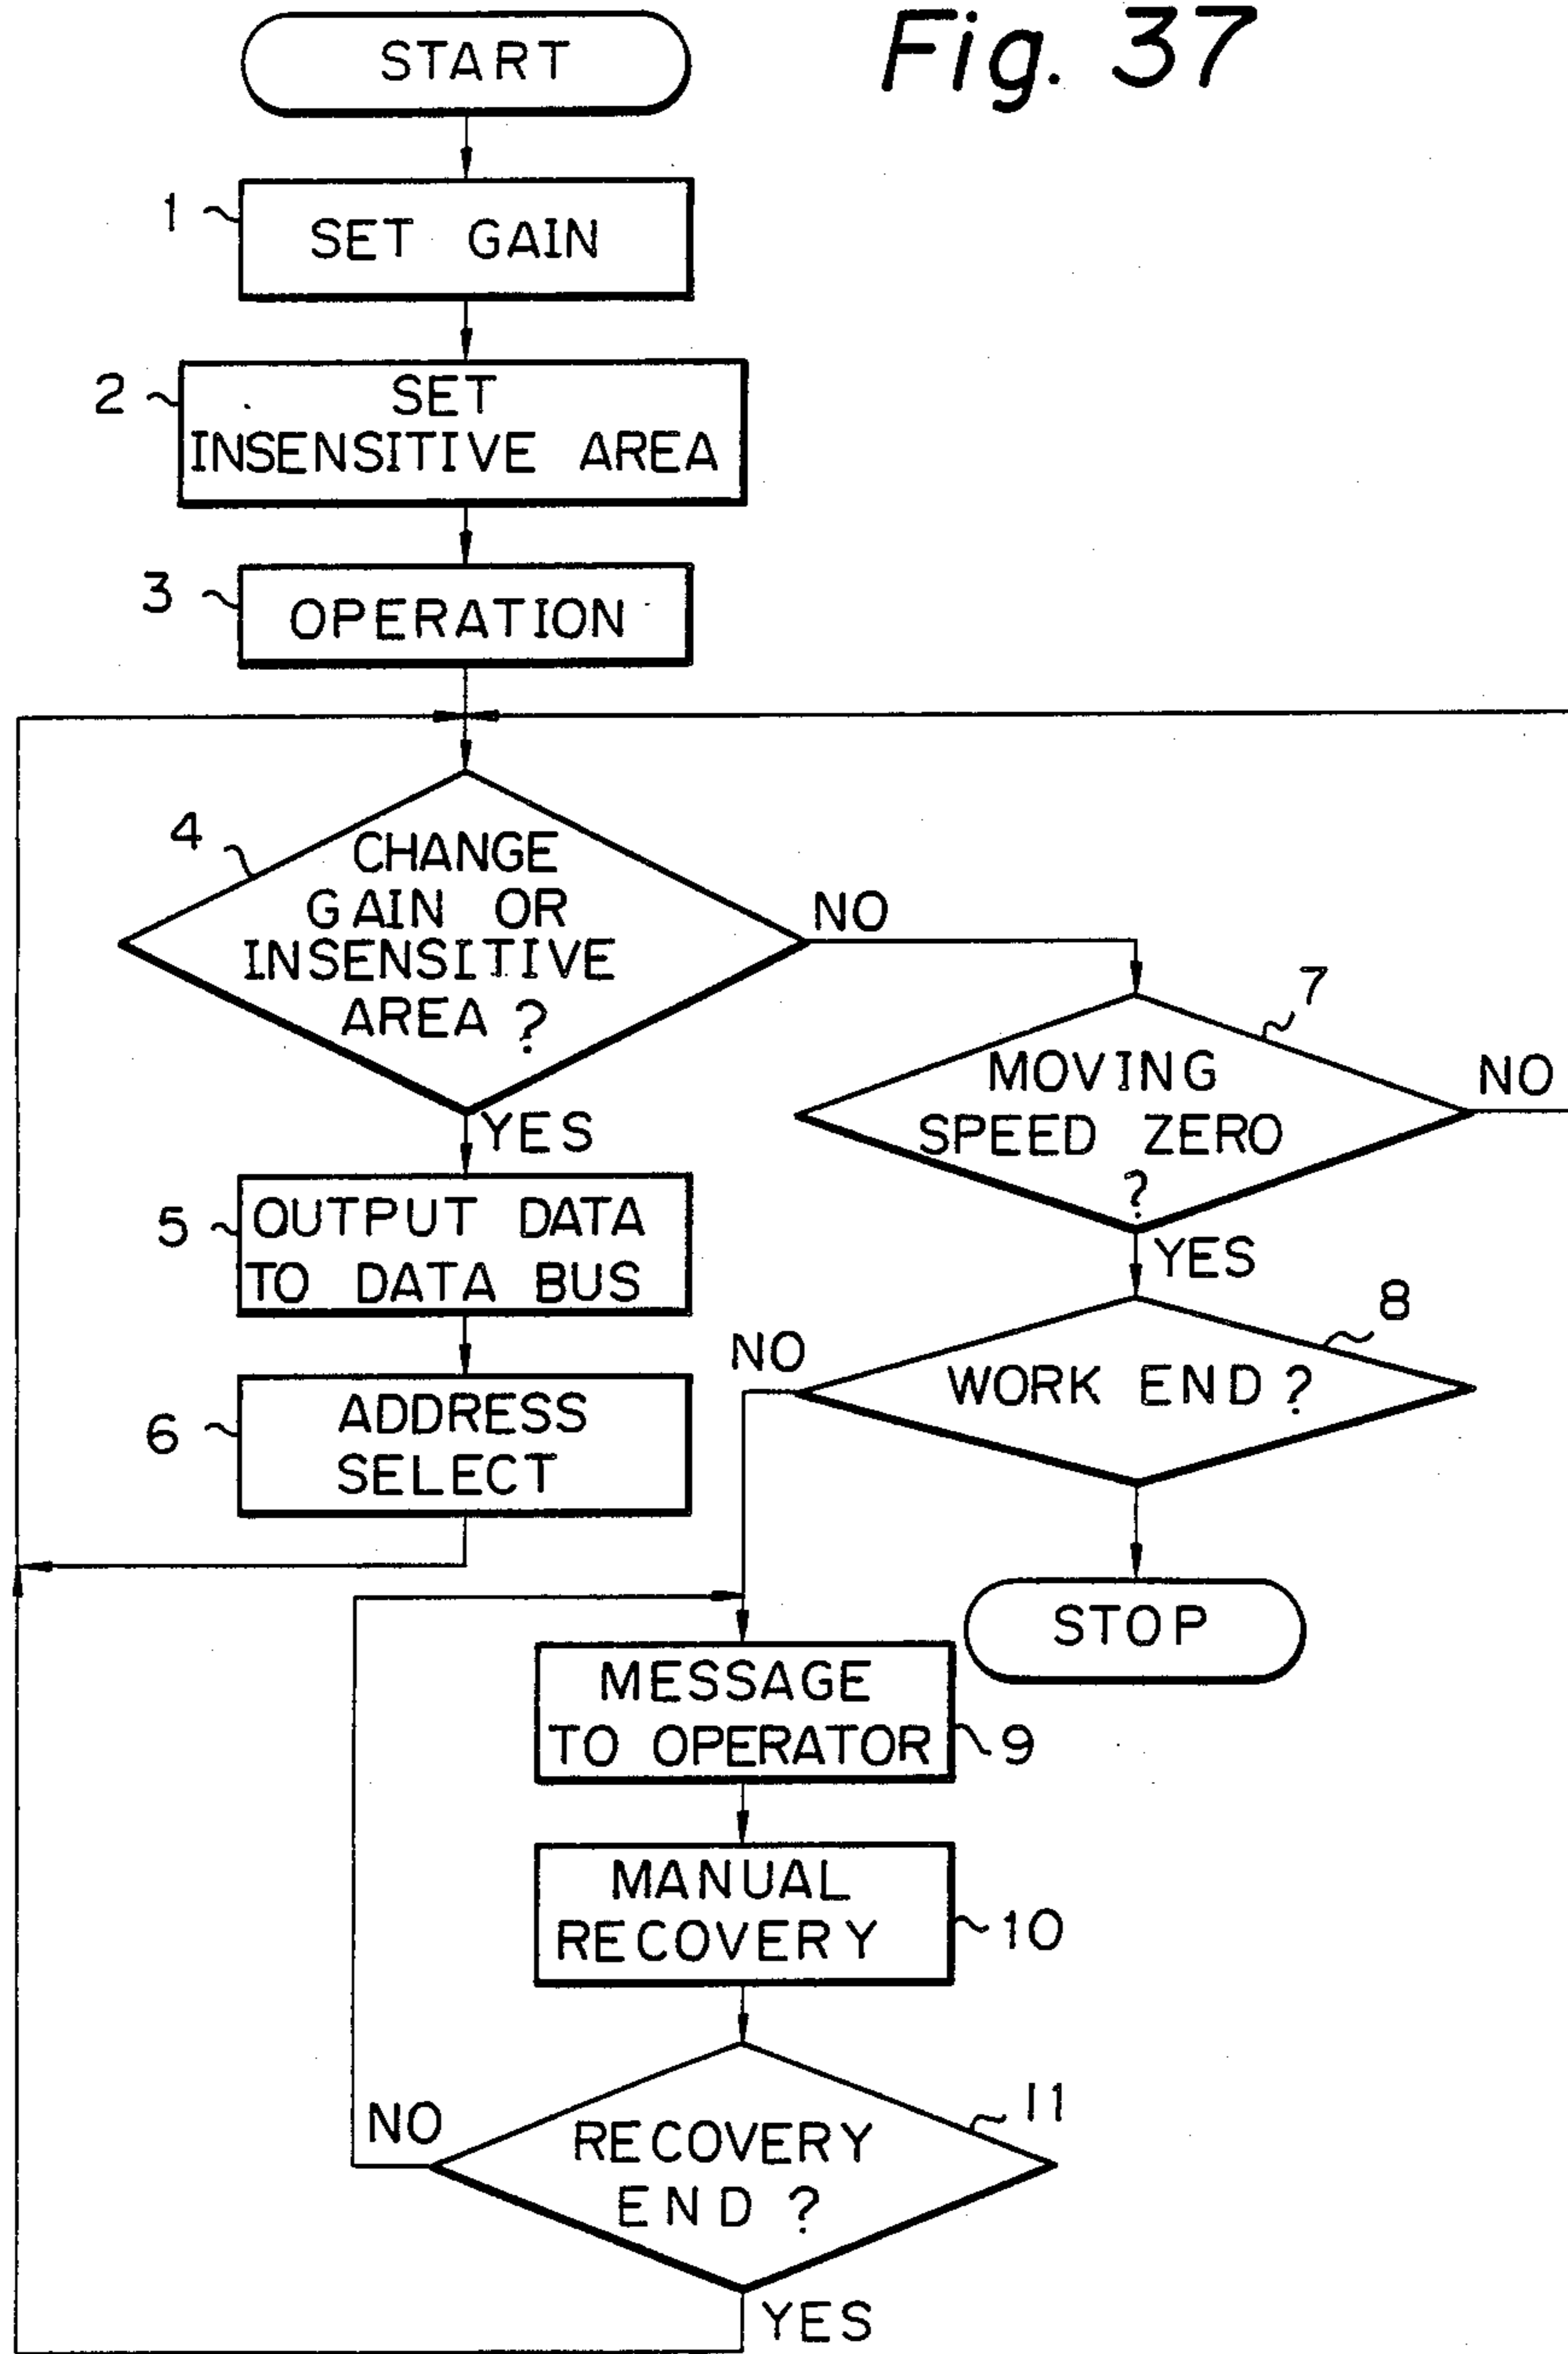 Fig. 37
START
1
SET GAIN
2
SET
INSENSITIVE AREA
3
OPERATION
4
CHANGE
GAIN OR
INSENSITIVE
AREA ?
NO
7
MOVING
SPEED ZERO
?
NO
YES
YES
5
OUTPUT DATA
TO DATA BUS
8
NO
WORK END ?
6
ADDRESS
SELECT
STOP
MESSAGE
TO OPERATOR
9
MANUAL
RECOVERY
10
11
NO
RECOVERY
END ?
YES